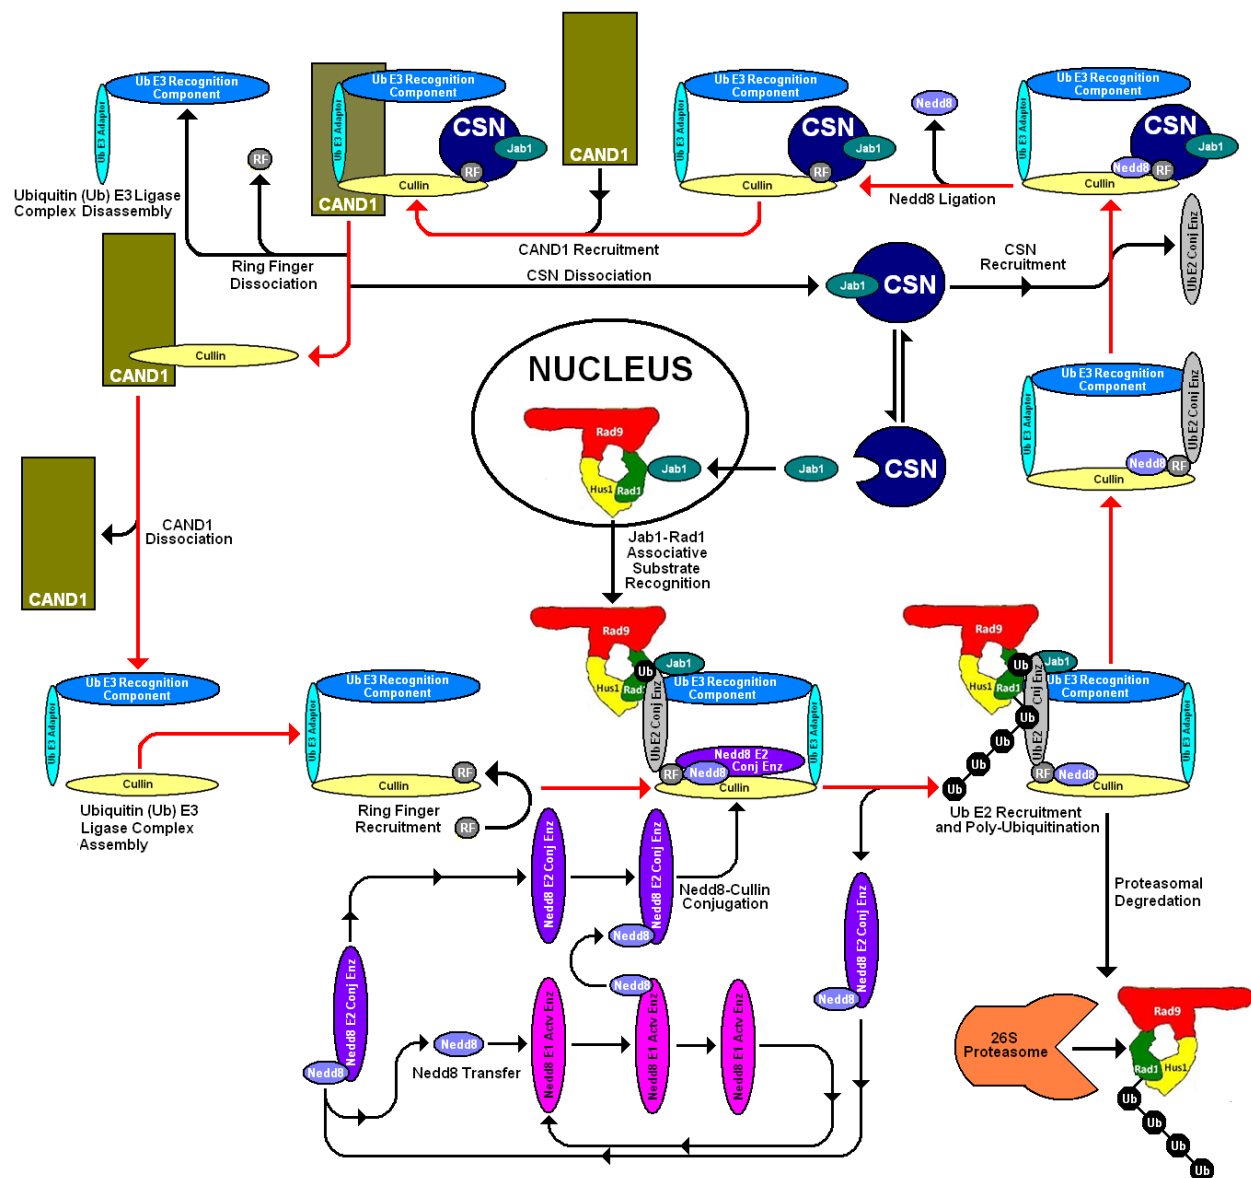 Ub E3 Recognition
Component
Ub E3 Adaptor
Ubiquitin (Ub) E3 Ligase
Complex Disassembly
RF
Ring Finger
Dissociation
Ub E3 Recognition
Component
Ub E3 Adaptor
CSN
Jab1
RF
Cullin
CAND1
CAND1
CAND1 Recruitment
Ub E3 Recognition
Component
Ub E3 Adaptor
CSN
Jab1
RF
Cullin
Nedd8
Nedd8 Ligation
Ub E3 Recognition
Component
Ub E3 Adaptor
CSN
Jab1
Nedd8
RF
Cullin
Ub E2 Conj Enz
CSN Dissociation
Jab1
CSN
CSN
Recruitment
Cullin
CAND1
NUCLEUS
Rad9
Hus1
Rad1
Jab1
Jab1
CSN
Ub E3 Recognition
Component
Ub E3 Adaptor
Ub E2 Conj Enz
Nedd8
RF
Cullin
CAND1
Dissociation
CAND1
Jab1-Rad1
Associative
Substrate
Recognition
Ub E3 Recognition
Component
Ub E3 Adaptor
Cullin
Ubiquitin (Ub) E3
Ligase Complex
Assembly
Ub E3 Recognition
Component
Ub E3 Adaptor
RF
Cullin
Ring Finger
Recruitment
RF
Rad9
Hus1
Rad1
Ub
Jab1
Ub E3 Recognition
Component
Ub E2 Conj Enz
Ub E3 Adaptor
Nedd8 E2
Conj Enz
RF
Nedd8
Cullin
Rad9
Hus1
Rad1
Ub
Jab1
Ub E3 Recognition
Component
Ub E2 Cnj Enz
Ub E3 Adaptor
Ub
Ub
Ub
Ub
Ub
RF
Nedd8
Cullin
Ub E2 Recruitment
and Poly-Ubiquitination
Nedd8 E2 Conj Enz
Nedd8 E2 Conj Enz
Nedd8
Nedd8-Cullin
Conjugation
Nedd8 E2 Conj Enz
Nedd8
Proteasomal
Degredation
Nedd8 E2 Conj Enz
Nedd8
Nedd8
Nedd8 Transfer
Nedd8 E1 Actv Enz
Nedd8
Nedd8 E1 Actv Enz
Nedd8 E1 Actv Enz
26S
Proteasome
Rad9
Rad1
Hus1
Ub
Ub
Ub
Ub